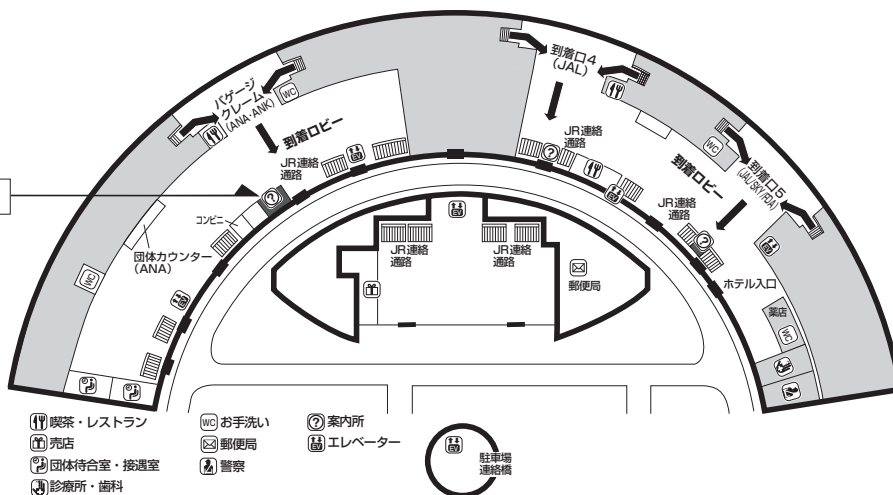 バゲージ
クレーム
(ANA・ANK)
WC
到着ロビー
JR連絡
通路
?
コンビニ
団体カウンター
(ANA)
WC
到着口4
(JAL)
JR連絡
通路
?
WC
到着ロビー
到着口5
(JAL/SKY/FDA)
JR連絡
通路
?
ホテル入口
薬店
WC
JR連絡
通路
JR連絡
通路
郵便局
喫茶・レストラン
WC お手洗い
? 案内所
売店
郵便局
エレベーター
団体待合室・接遇室
警察
診療所・歯科
駐車場
連絡橋